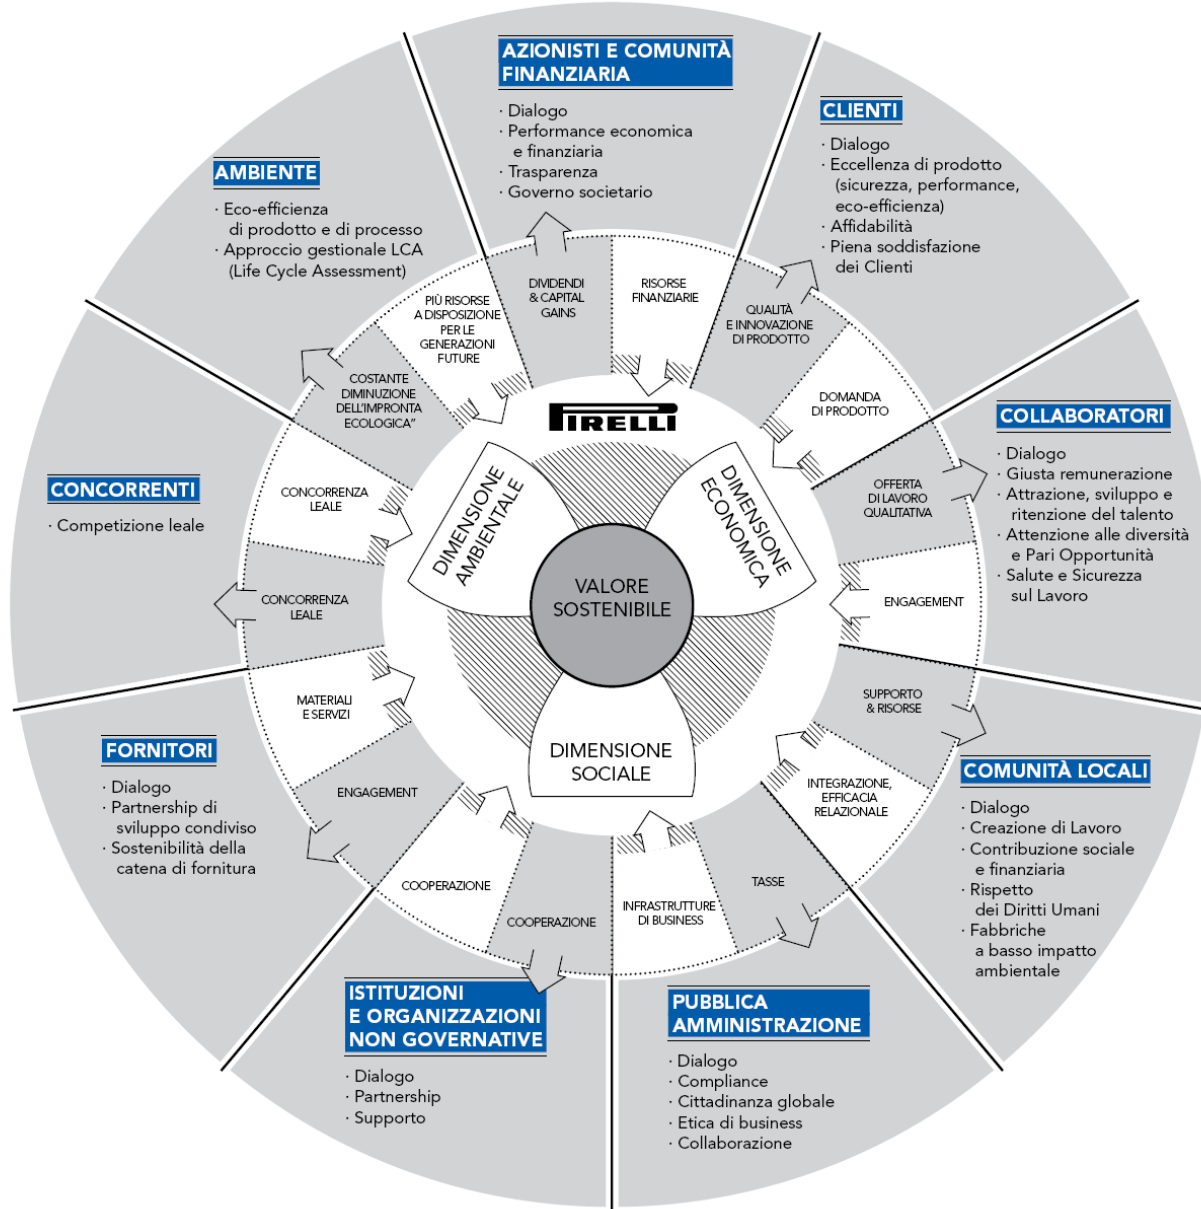 AZIONISTI E COMUNITÀ
FINANZIARIA
· Dialogo
· Performance economica
e finanziaria
· Trasparenza
· Governo societario
CLIENTI
· Dialogo
· Eccellenza di prodotto
(sicurezza, performance,
eco-efficienza)
· Affidabilità
· Piena soddisfazione
dei Clienti
COLLABORATORI
· Dialogo
· Giusta remunerazione
· Attrazione, sviluppo e
ritenzione del talento
· Attenzione alle diversità
e Pari Opportunità
· Salute e Sicurezza
sul Lavoro
COMUNITÀ LOCALI
· Dialogo
· Creazione di Lavoro
· Contribuzione sociale
e finanziaria
· Rispetto
dei Diritti Umani
· Fabbriche
a basso impatto
ambientale
PUBBLICA
AMMINISTRAZIONE
· Dialogo
· Compliance
· Cittadinanza globale
· Etica di business
· Collaborazione
ISTITUZIONI
E ORGANIZZAZIONI
NON GOVERNATIVE
· Dialogo
· Partnership
· Supporto
FORNITORI
· Dialogo
· Partnership di
sviluppo condiviso
· Sostenibilità della
catena di fornitura
CONCORRENTI
· Competizione leale
AMBIENTE
· Eco-efficienza
di prodotto e di processo
· Approccio gestionale LCA
(Life Cycle Assessment)
DIVIDENDI
& CAPITAL
GAINS
RISORSE
FINANZIARIE
QUALITÀ
E INNOVAZIONE
DI PRODOTTO
DOMANDA
DI PRODOTTO
OFFERTA
DI LAVORO
QUALITATIVA
ENGAGEMENT
SUPPORTO
& RISORSE
INTEGRAZIONE,
EFFICACIA
RELAZIONALE
TASSE
INFRASTRUTTURE
DI BUSINESS
COOPERAZIONE
COOPERAZIONE
ENGAGEMENT
MATERIALI
E SERVIZI
CONCORRENZA
LEALE
CONCORRENZA
LEALE
COSTANTE
DIMINUZIONE
DELL'IMPRONTA
ECOLOGICA"
PIÙ RISORSE
A DISPOSIZIONE
PER LE
GENERAZIONI
FUTURE
PIRELLI
DIMENSIONE
AMBIENTALE
DIMENSIONE
ECONOMICA
VALORE
SOSTENIBILE
DIMENSIONE
SOCIALE